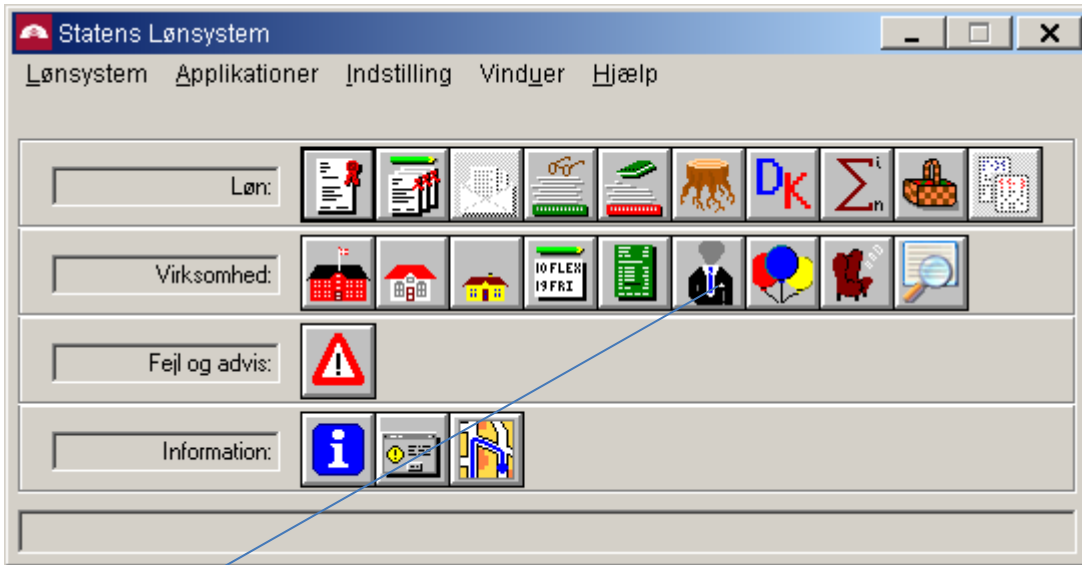 Statens Lønsystem
Lønsystem Applikationer Indstilling Vinduer Hjælp
Løn:
DK Σ i n
Virksomhed:
10 FLEX
19 FRI
Fejl og advis:
!
Information:
i